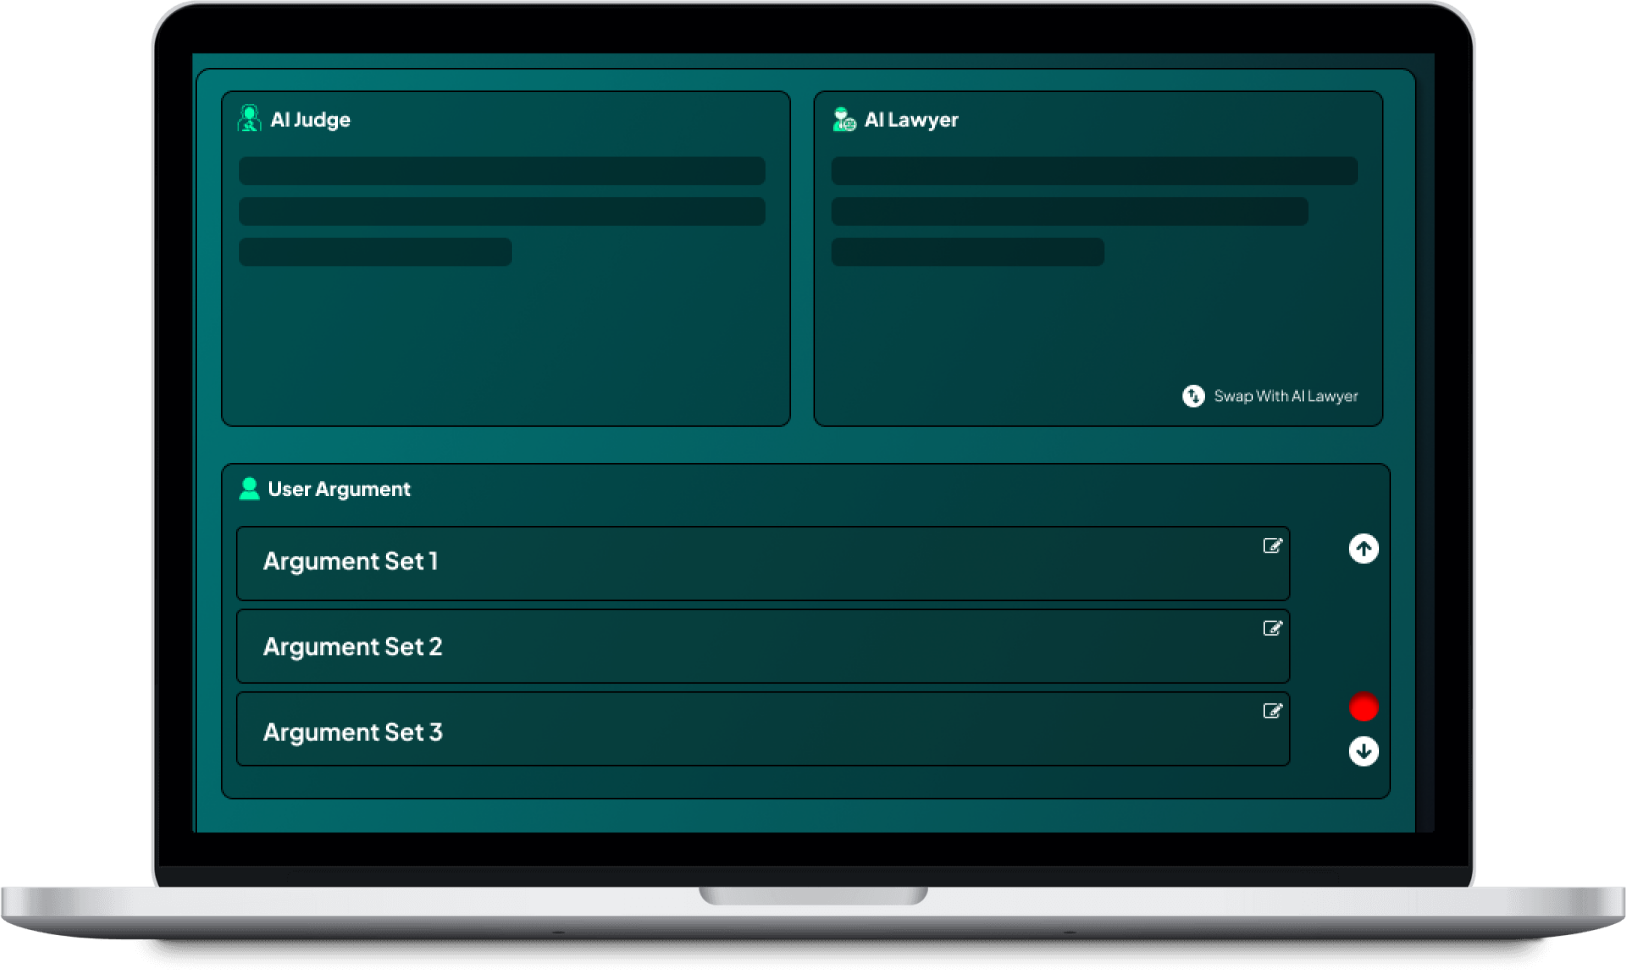 AI Judge
AI Lawyer
Swap With AI Lawyer
User Argument
Argument Set 1
Argument Set 2
Argument Set 3